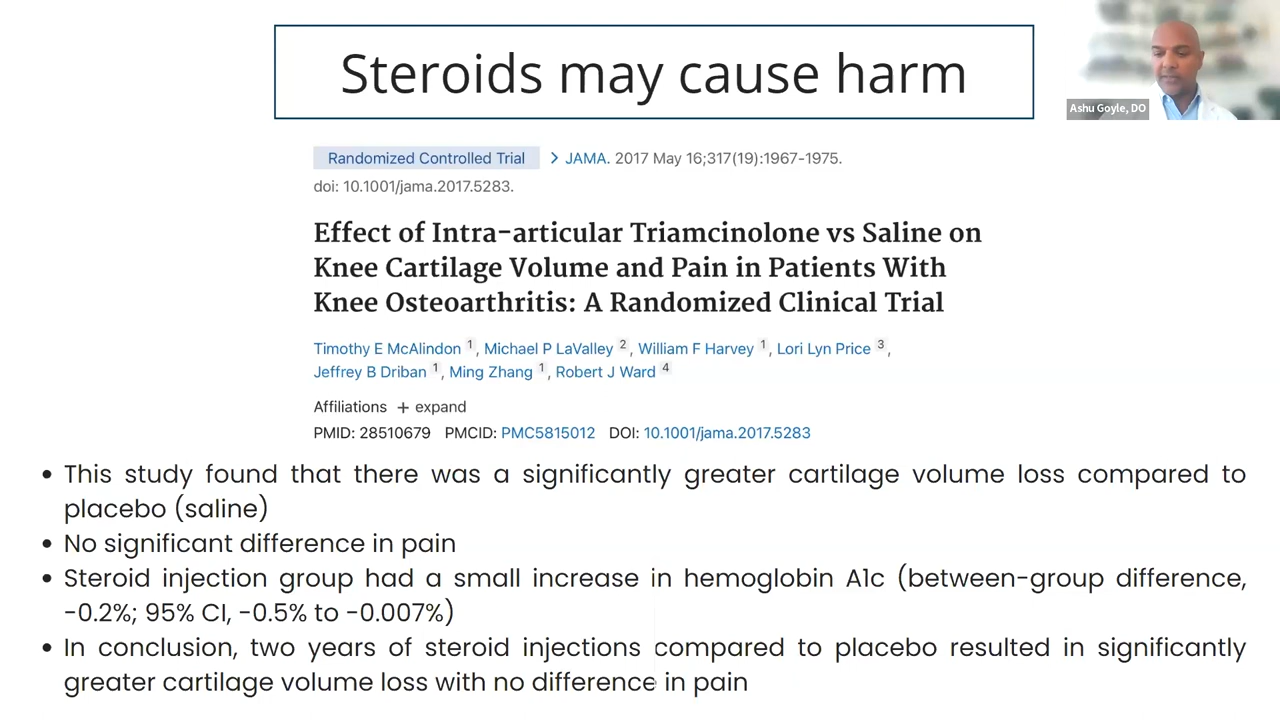 Steroids may cause harm
Ashu Goyle, DO
Randomized Controlled Trial > JAMA. 2017 May 16;317(19):1967-1975.
doi: 10.1001/jama.2017.5283.
Effect of Intra-articular Triamcinolone vs Saline on
Knee Cartilage Volume and Pain in Patients With
Knee Osteoarthritis: A Randomized Clinical Trial
Timothy E McAlindon 1, Michael P LaValley 2, William F Harvey 1, Lori Lyn Price 3,
Jeffrey B Driban 1, Ming Zhang 1, Robert J Ward 4
Affiliations + expand
PMID: 28510679 PMCID: PMC5815012 DOI: 10.1001/jama.2017.5283
• This study found that there was a significantly greater cartilage volume loss compared to
placebo (saline)
• No significant difference in pain
• Steroid injection group had a small increase in hemoglobin A1c (between-group difference,
-0.2%; 95% CI, -0.5% to -0.007%)
• In conclusion, two years of steroid injections compared to placebo resulted in significantly
greater cartilage volume loss with no difference in pain